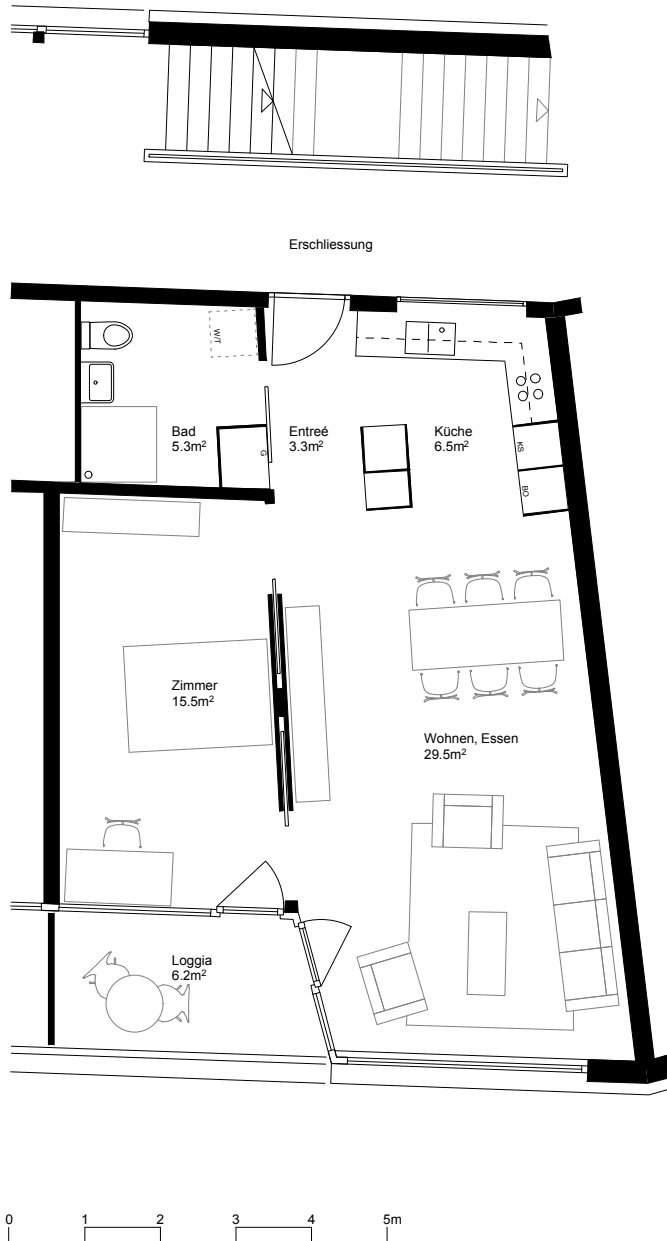 Erschliessung
W/T
Bad
5.3m²
G
Entreé
3.3m²
Küche
6.5m²
KS
BO
Zimmer
15.5m²
Wohnen, Essen
29.5m²
Loggia
6.2m²
0 1 2 3 4 5m